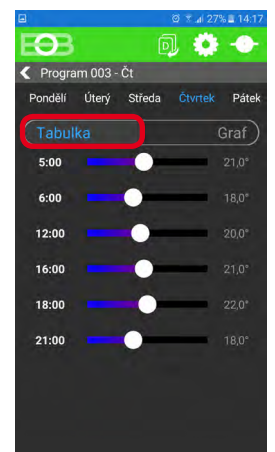 27% 14:17
EOB
Program 003 - Čt
Pondělí Úterý Středa Čtvrtek Pátek
Tabulka Graf
5:00 21,0°
6:00 18,0°
12:00 20,0°
16:00 21,0°
18:00 22,0°
21:00 18,0°